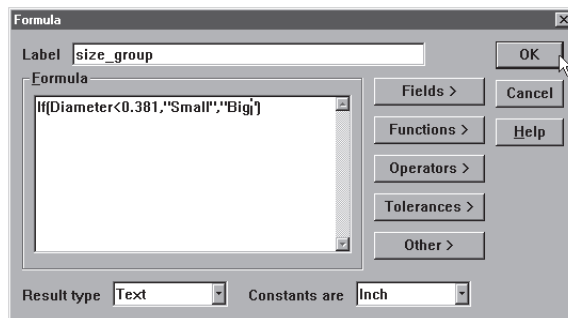 Formula
Label size_group
OK
Formula
If(Diameter<0.381,"Small","Big")
Fields >
Cancel
Functions >
Help
Operators >
Tolerances >
Other >
Result type Text
Constants are Inch